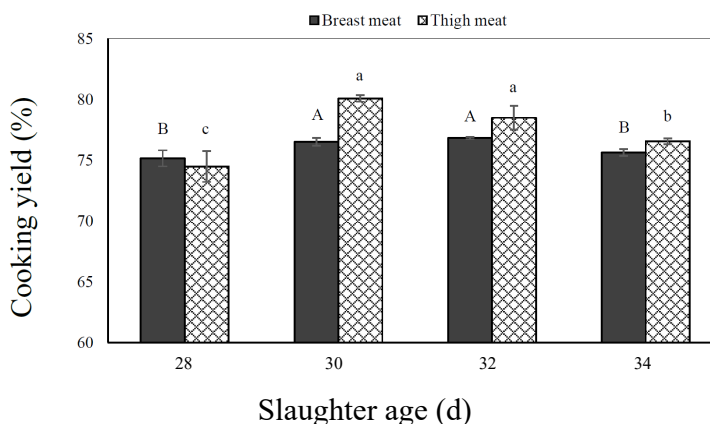 Breast meat Thigh meat
Cooking yield (%)
85
80
75
70
65
60
B c A a A a B b
28 30 32 34
Slaughter age (d)